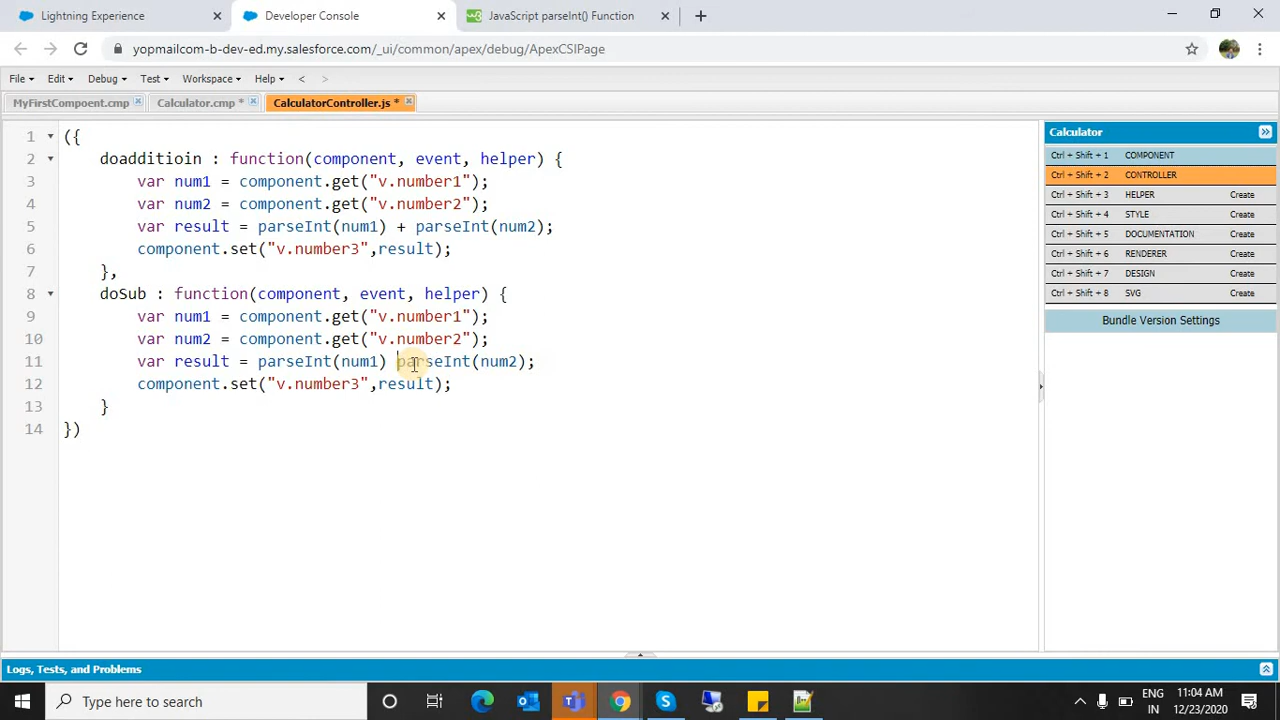 Lightning Experience
Developer Console
JavaScript parseInt() Function
yopmailcom-b-dev-ed.my.salesforce.com/_ui/common/apex/debug/ApexCSIPage
File Edit Debug Test Workspace Help < >
MyFirstCompoent.cmp
Calculator.cmp *
CalculatorController.js *
1 ({
2 doadditioin : function(component, event, helper) {
3 var num1 = component.get("v.number1");
4 var num2 = component.get("v.number2");
5 var result = parseInt(num1) + parseInt(num2);
6 component.set("v.number3",result);
7 },
8 doSub : function(component, event, helper) {
9 var num1 = component.get("v.number1");
10 var num2 = component.get("v.number2");
11 var result = parseInt(num1) parseInt(num2);
12 component.set("v.number3",result);
13 }
14 })
Calculator
Ctrl + Shift + 1 COMPONENT
Ctrl + Shift + 2 CONTROLLER
Ctrl + Shift + 3 HELPER Create
Ctrl + Shift + 4 STYLE Create
Ctrl + Shift + 5 DOCUMENTATION Create
Ctrl + Shift + 6 RENDERER Create
Ctrl + Shift + 7 DESIGN Create
Ctrl + Shift + 8 SVG Create
Bundle Version Settings
Logs, Tests, and Problems
Type here to search
ENG
IN
11:04 AM
12/23/2020